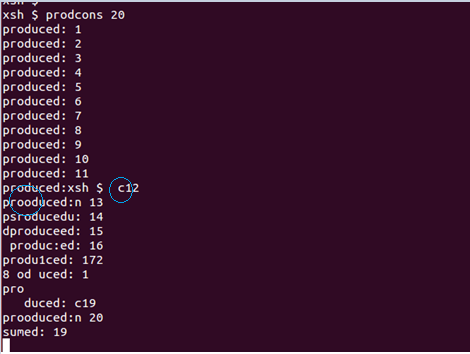 xsh $
xsh $ prodcons 20
produced: 1
produced: 2
produced: 3
produced: 4
produced: 5
produced: 6
produced: 7
produced: 8
produced: 9
produced: 10
produced: 11
produced:xsh $  c12
prooduced:n 13
psroducedu: 14
dproduceed: 15
 produc:ed: 16
produ1ced: 172
8 od uced: 1
pro
   duced: c19
prooduced:n 20
sumed: 19